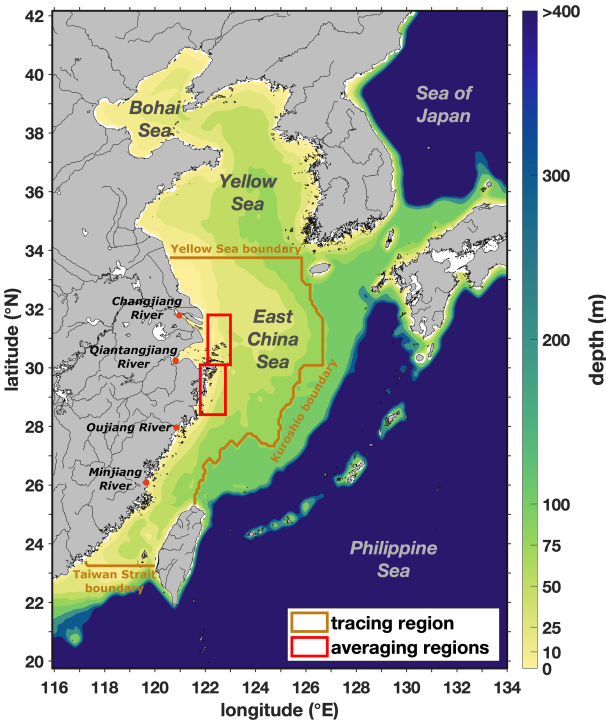 42
40
38
36
34
32
30
28
26
24
22
20
latitude (°N)
Bohai
Sea
Yellow
Sea
Sea of
Japan
Yellow Sea boundary
Changjiang
River
East
China
Sea
Qiantangjiang
River
Kuroshio boundary
Oujiang River
Minjiang
River
Philippine
Sea
Taiwan Strait
boundary
tracing region
averaging regions
116 118 120 122 124 126 128 130 132 134
longitude (°E)
>400
300
200
100
75
50
25
10
0
depth (m)